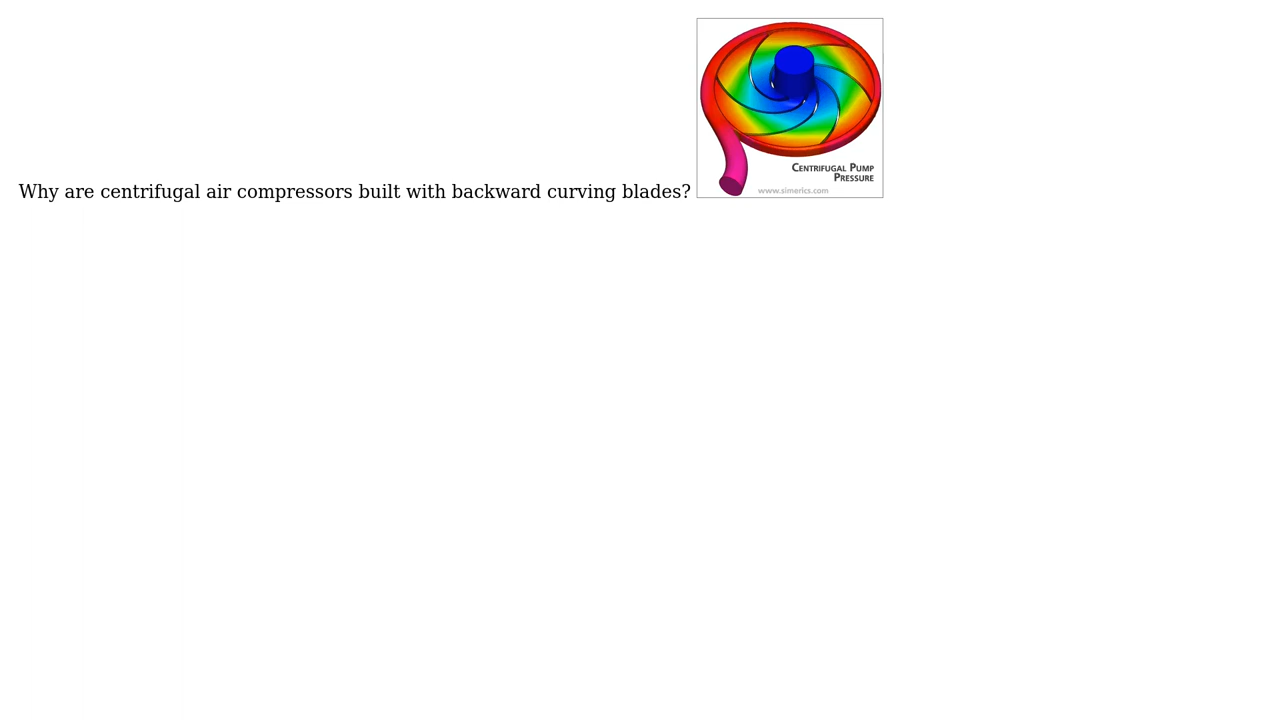 Why are centrifugal air compressors built with backward curving blades?
CENTRIFUGAL PUMP
PRESSURE
www.simerics.com